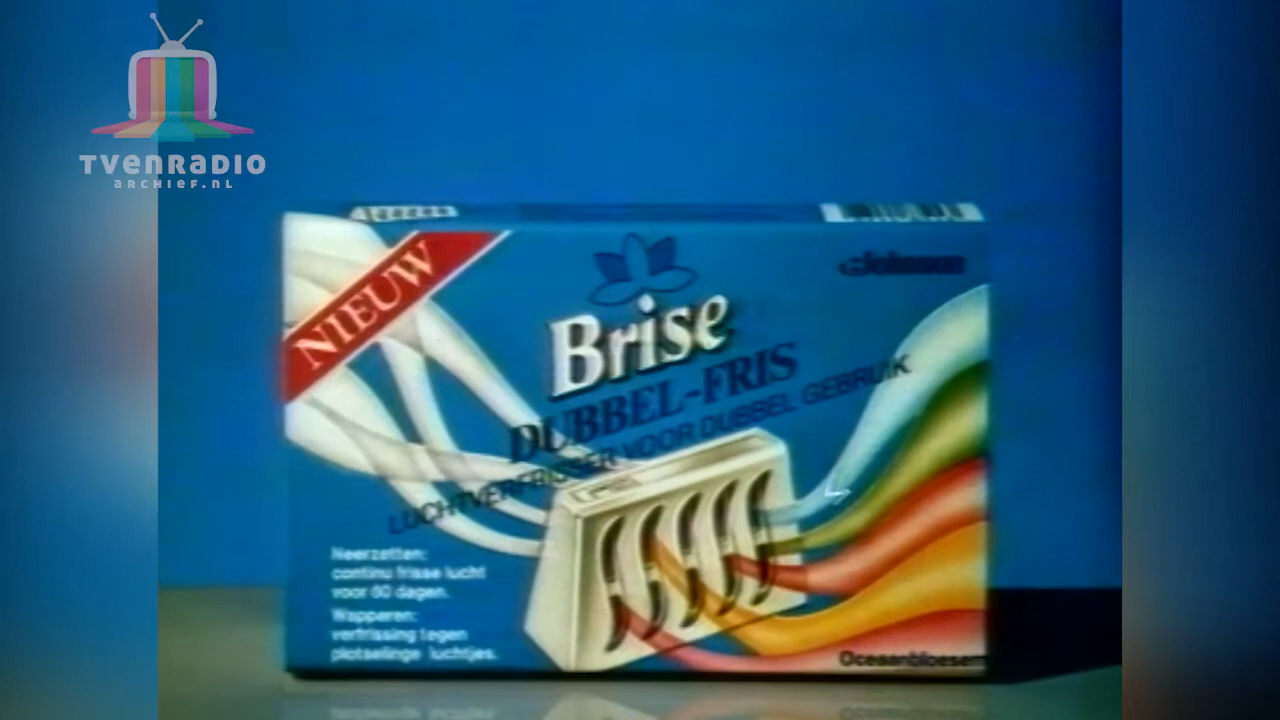 TVENRADIO
ARCHIEF.NL
NIEUW
Johnson
Brise
DUBBEL-FRIS
LUCHTVERFRISSER VOOR DUBBEL GEBRUIK
Neerzetten:
continu frisse lucht
voor 60 dagen.
Wapperen:
verfrissing tegen
plotselinge luchtjes.
Oceaanbloesem